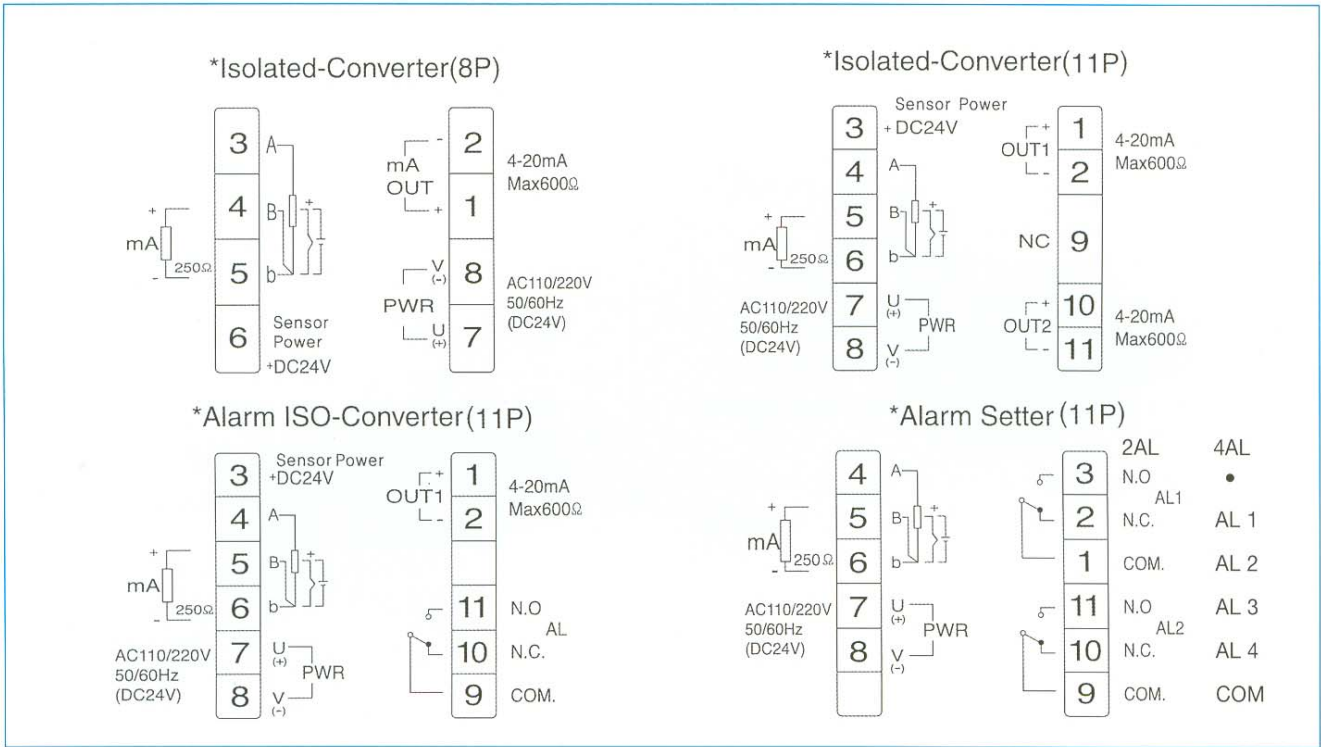 *Isolated-Converter(8P)
3 A 2
- 4-20mA
mA Max600Ω
OUT
4 B + + 1
+
mA
250Ω
- 5 b V (-) 8 AC110/220V
PWR 50/60Hz
(DC24V)
6 Sensor U (+) 7
Power
+DC24V
*Isolated-Converter(11P)
Sensor Power
3 + DC24V + 1
OUT1 4-20mA
4 A - 2 Max600Ω
5 B +
+
mA
250Ω
- 6 b NC 9
AC110/220V 7 U (+) + 10
50/60Hz PWR OUT2 4-20mA
(DC24V) 8 V (-) - 11 Max600Ω
*Alarm ISO-Converter(11P)
3 Sensor Power + 1
+DC24V OUT1 4-20mA
4 A - 2 Max600Ω
5 B +
+
mA
250Ω
- 6 b 11 N.O
AL
AC110/220V 7 U (+) 10 N.C.
50/60Hz PWR
(DC24V) 8 V (-) 9 COM.
*Alarm Setter(11P)
2AL 4AL
4 A 3 N.O •
AL1
5 B + 2 N.C. AL 1
+
mA
250Ω
- 6 b 1 COM. AL 2
AC110/220V 7 U (+) 11 N.O AL 3
50/60Hz PWR AL2
(DC24V) 8 V (-) 10 N.C. AL 4
9 COM. COM